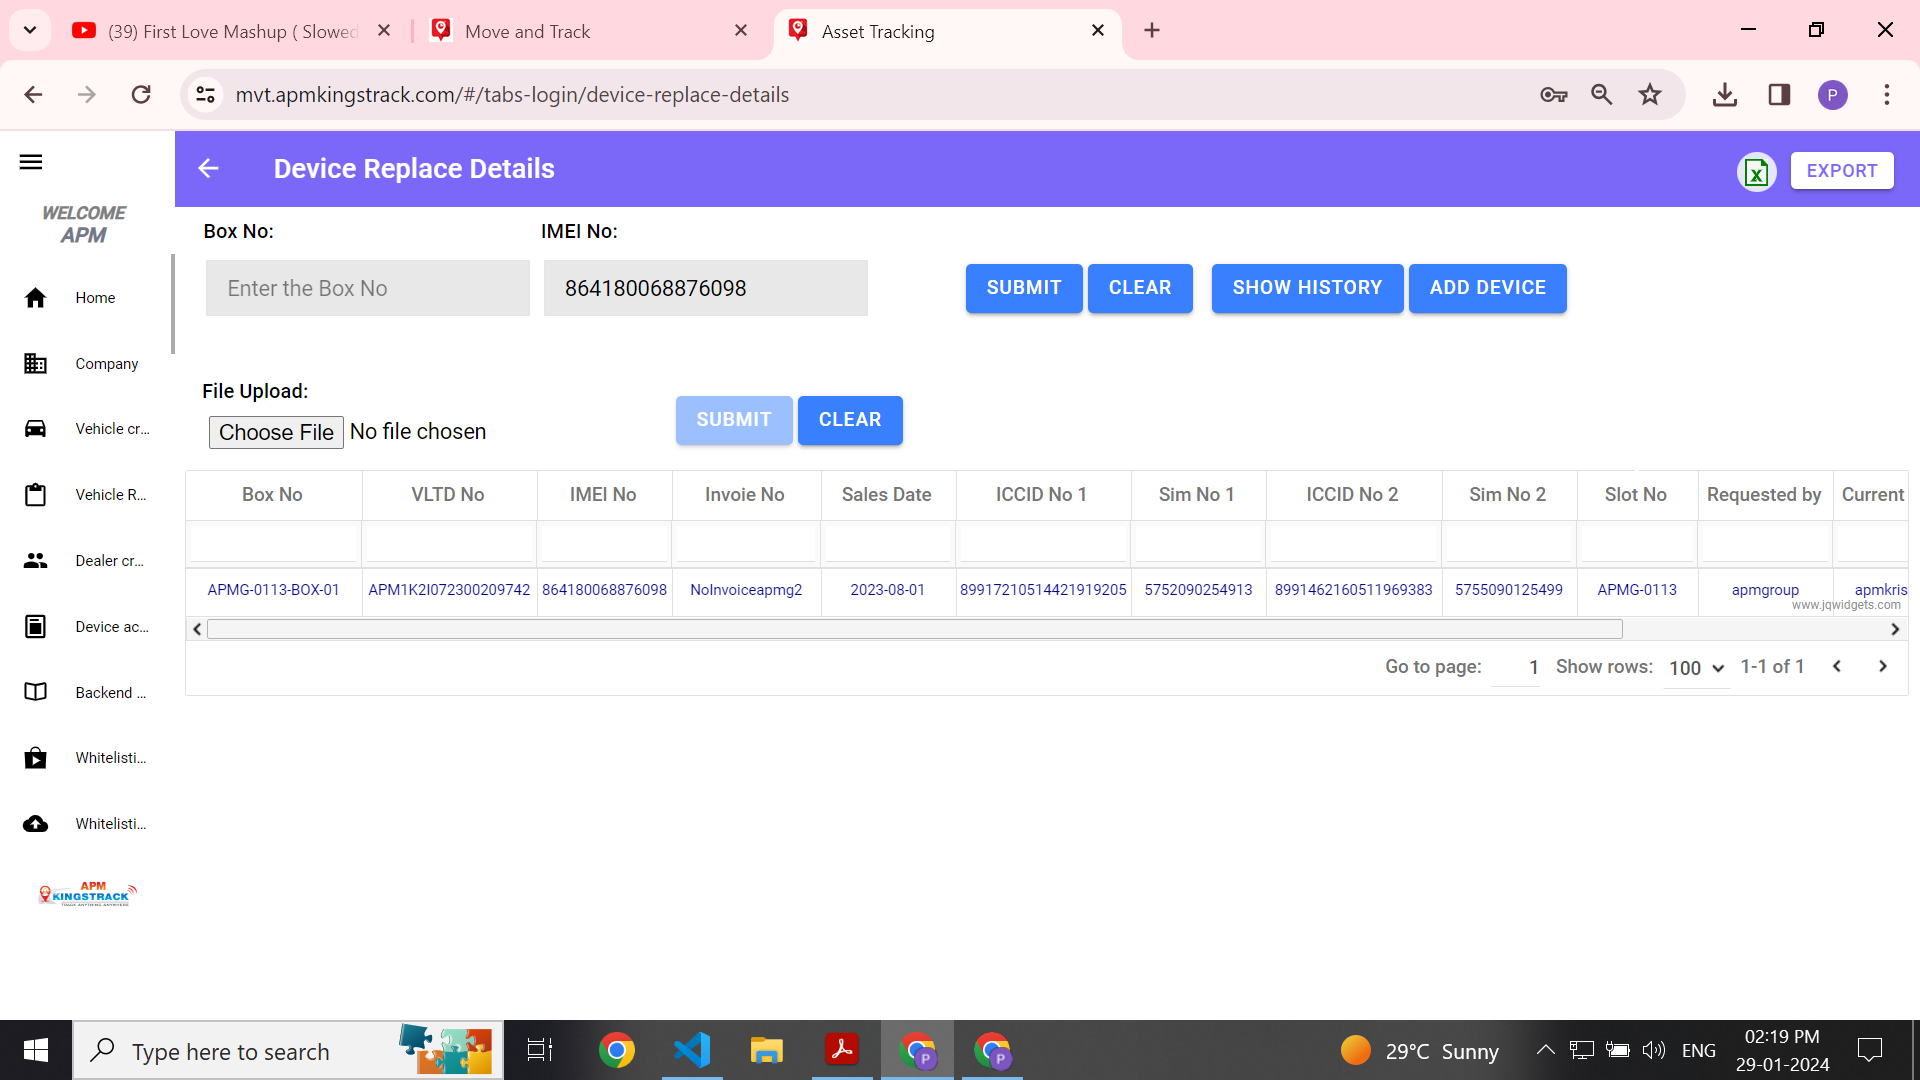 (39) First Love Mashup ( Slowed
Move and Track
Asset Tracking
mvt.apmkingstrack.com/#/tabs-login/device-replace-details
P
WELCOME
APM
Home
Company
Vehicle cr...
Vehicle R...
Dealer cr...
Device ac...
Backend ...
Whitelisti...
Whitelisti...
APM
KINGSTRACK
TRACK ANYTHING ANYWHERE
Device Replace Details
EXPORT
Box No: IMEI No:
Enter the Box No 864180068876098 SUBMIT CLEAR SHOW HISTORY ADD DEVICE
File Upload:
Choose File No file chosen SUBMIT CLEAR
Box No VLTD No IMEI No Invoie No Sales Date ICCID No 1 Sim No 1 ICCID No 2 Sim No 2 Slot No Requested by Current
APMG-0113-BOX-01 APM1K2I072300209742 864180068876098 NoInvoiceapmg2 2023-08-01 89917210514421919205 5752090254913 8991462160511969383 5755090125499 APMG-0113 apmgroup apmkris
www.jqwidgets.com
Go to page: 1 Show rows: 100 1-1 of 1
Type here to search
P
P
29°C Sunny
ENG
02:19 PM
29-01-2024